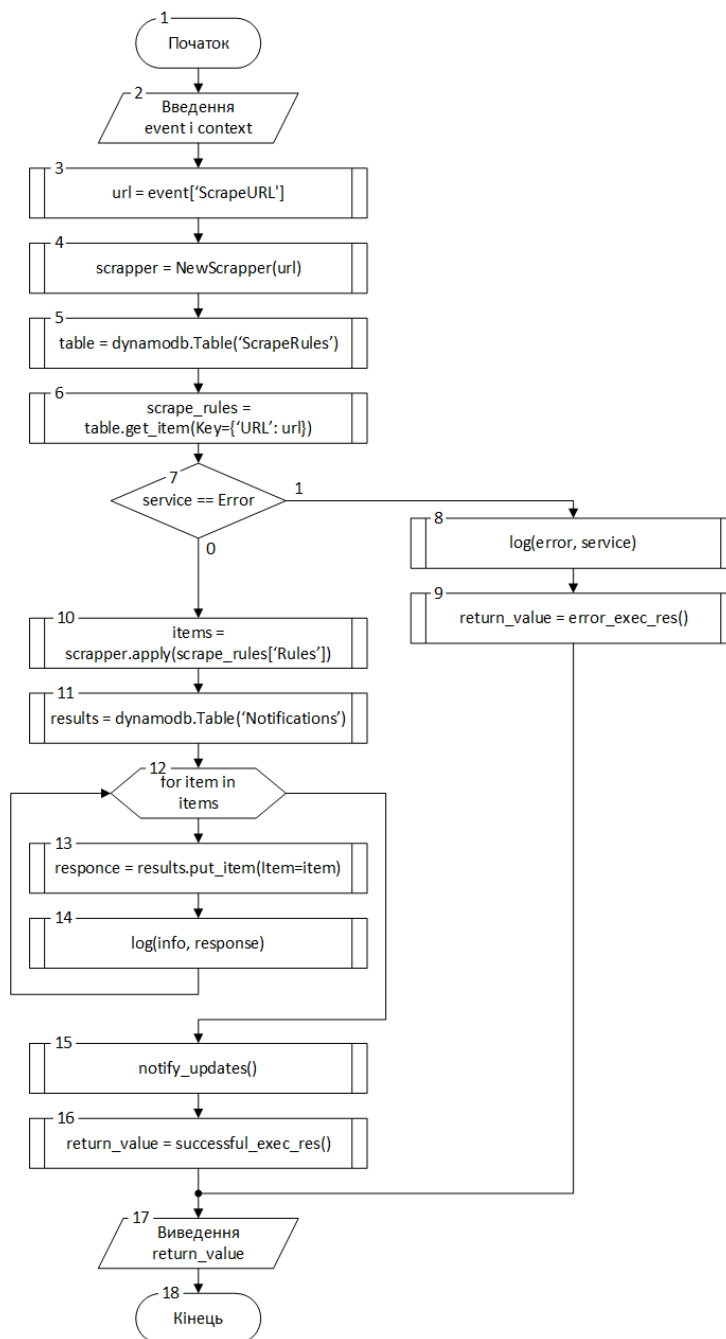 1
Початок
2
Введення
event і context
3
url = event[‘ScrapeURL']
4
scrapper = NewScrapper(url)
5
table = dynamodb.Table(‘ScrapeRules’)
6
scrape_rules =
table.get_item(Key={‘URL’: url})
7
service == Error
1
0
8
log(error, service)
9
return_value = error_exec_res()
10
items =
scrapper.apply(scrape_rules[‘Rules’])
11
results = dynamodb.Table(‘Notifications’)
12
for item in
items
13
responce = results.put_item(Item=item)
14
log(info, response)
15
notify_updates()
16
return_value = successful_exec_res()
17
Виведення
return_value
18
Кінець